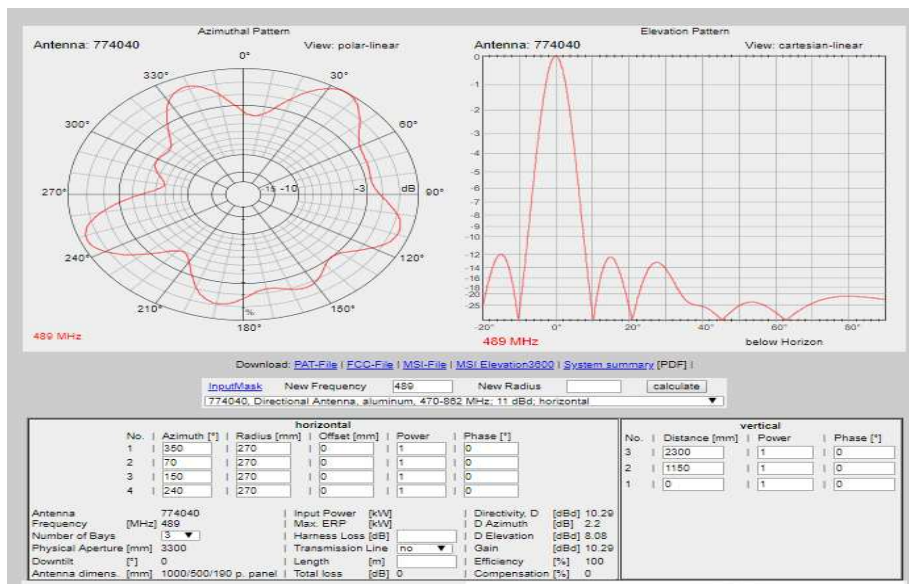 Azimuthal Pattern
Elevation Pattern
Antenna: 774040
View: polar-linear
Antenna: 774040
View: cartesian-linear
0°
30°
60°
90°
120°
150°
180°
210°
240°
270°
300°
330°
-15 -10 -3 dB
%
489 MHz
0
-1
-2
-3
-4
-5
-6
-7
-8
-9
-10
-12
-14
-16
-18
-20
-25
-20° 0° 20° 40° 60° 80°
489 MHz
below Horizon
Download: PAT-File | FCC-File | MSI-File | MSI Elevation3600 | System summary [PDF] |
InputMask New Frequency 489 New Radius calculate
774040, Directional Antenna, aluminum, 470-862 MHz; 11 dBd; horizontal
horizontal
No. | Azimuth [°] | Radius [mm] | Offset [mm] | Power | Phase [°]
1 | 350 | 270 | 0 | 1 | 0
2 | 70 | 270 | 0 | 1 | 0
3 | 150 | 270 | 0 | 1 | 0
4 | 240 | 270 | 0 | 1 | 0
Antenna 774040 | Input Power [kW] | Directivity, D [dBd] 10.29
Frequency [MHz] 489 | Max. ERP [kW] | D Azimuth [dB] 2.2
Number of Bays 3 | Harness Loss [dB] | D Elevation [dB] 8.08
Physical Aperture [mm] 3300 | Transmission Line no | Gain [dBd] 10.29
Downtilt [°] 0 | Length [m] | Efficiency [%] 100
Antenna dimens. [mm] 1000/500/190 p. panel | Total loss [dB] 0 | Compensation [%] 0
vertical
No. | Distance [mm] | Power | Phase [°]
3 | 2300 | 1 | 0
2 | 1150 | 1 | 0
1 | 0 | 1 | 0